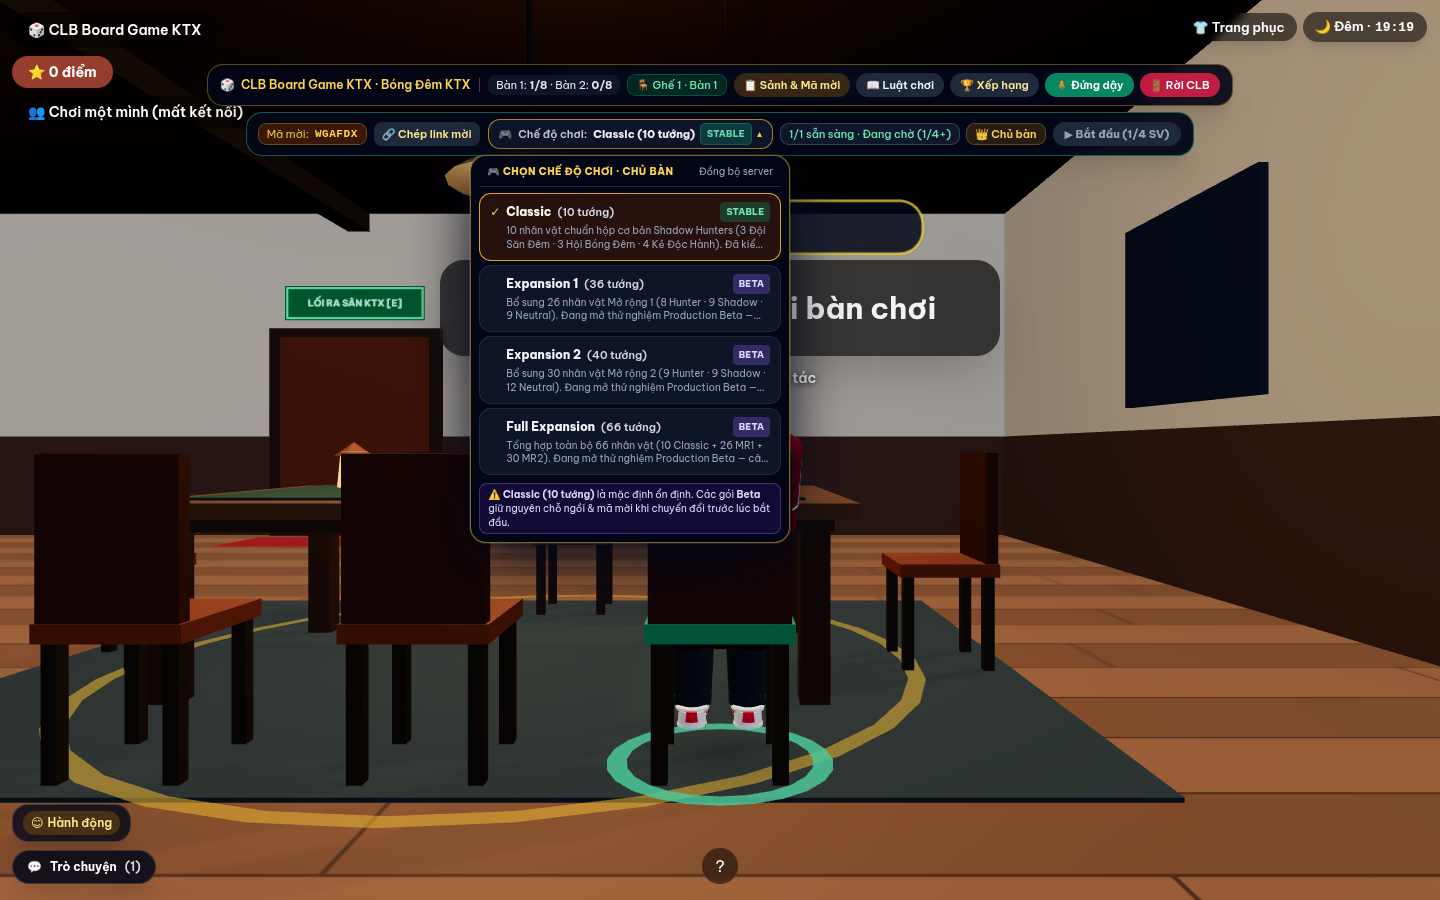 🎲 CLB Board Game KTX
⭐ 0 điểm
👥 Chơi một mình (mất kết nối)
👕 Trang phục
🌙 Đêm · 19:19
🎲 CLB Board Game KTX · Bóng Đêm KTX
Bàn 1: 1/8 · Bàn 2: 0/8
🪑 Ghế 1 · Bàn 1
📋 Sảnh & Mã mời
📖 Luật chơi
🏆 Xếp hạng
🧍 Đứng dậy
🚪 Rời CLB
Mã mời: WGAFDX
🔗 Chép link mời
🎮 Chế độ chơi: Classic (10 tướng) STABLE ▲
1/1 sẵn sàng · Đang chờ (1/4+)
👑 Chủ bàn
▶ Bắt đầu (1/4 SV)
🎮 CHỌN CHẾ ĐỘ CHƠI · CHỦ BÀN
Đồng bộ server
✓ Classic (10 tướng) STABLE
10 nhân vật chuẩn hộp cơ bản Shadow Hunters (3 Đội
Săn Đêm · 3 Hội Bóng Đêm · 4 Kẻ Độc Hành). Đã kiể...
Expansion 1 (36 tướng) BETA
Bổ sung 26 nhân vật Mở rộng 1 (8 Hunter · 9 Shadow ·
9 Neutral). Đang mở thử nghiệm Production Beta —...
Expansion 2 (40 tướng) BETA
Bổ sung 30 nhân vật Mở rộng 2 (9 Hunter · 9 Shadow ·
12 Neutral). Đang mở thử nghiệm Production Beta —...
Full Expansion (66 tướng) BETA
Tổng hợp toàn bộ 66 nhân vật (10 Classic + 26 MR1 +
30 MR2). Đang mở thử nghiệm Production Beta — câ...
⚠️ Classic (10 tướng) là mặc định ổn định. Các gói Beta
giữ nguyên chỗ ngồi & mã mời khi chuyển đổi trước lúc bắt
đầu.
LỐI RA SÂN KTX [E]
i bàn chơi
tác
😊 Hành động
💬 Trò chuyện (1)
?